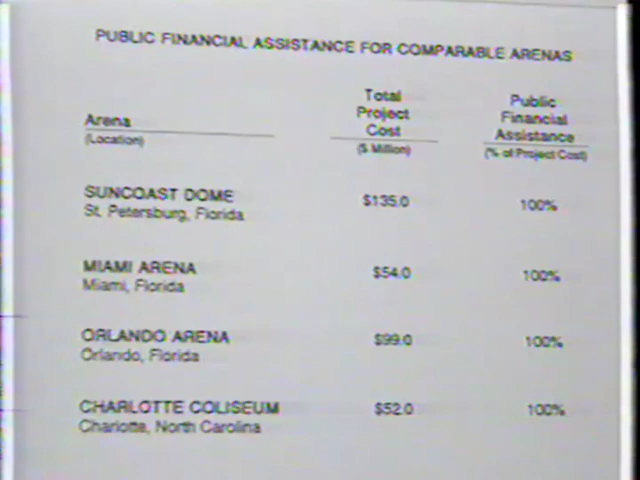 PUBLIC FINANCIAL ASSISTANCE FOR COMPARABLE ARENAS
Arena
(Location)
Total
Project
Cost
($ Million)
Public
Financial
Assistance
(% of Project Cost)
SUNCOAST DOME $135.0 100%
St. Petersburg, Florida
MIAMI ARENA $54.0 100%
Miami, Florida
ORLANDO ARENA $99.0 100%
Orlando, Florida
CHARLOTTE COLISEUM $52.0 100%
Charlotte, North Carolina